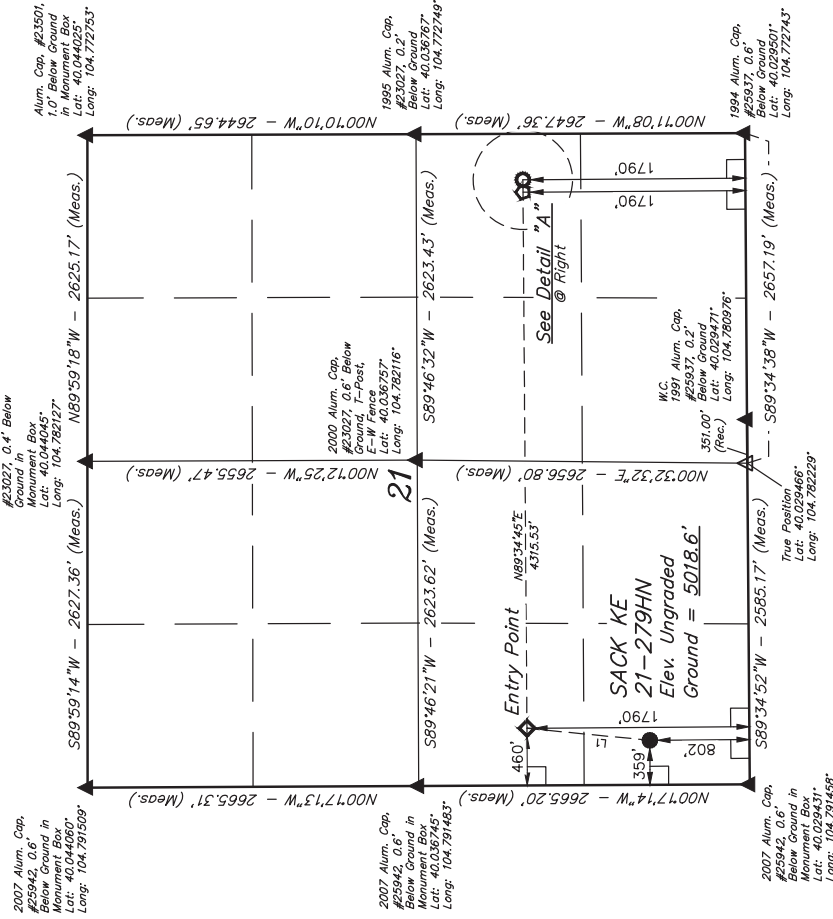 #23027, 0.4' Below
Ground in
Monument Box
Lat: 40.044045°
Long: 104.782127°
Alum. Cap, #23501,
1.0' Below Ground
in Monument Box
Lat: 40.044025°
Long: 104.772753°
2007 Alum. Cap,
#25942, 0.6'
Below Ground in
Monument Box
Lat: 40.044060°
Long: 104.791509°
S89°59'14"W - 2627.36' (Meas.)
N89°59'18"W - 2625.17' (Meas.)
N00°17'13"W - 2665.31' (Meas.)
N00°12'25"W - 2655.47' (Meas.)
N00°10'10"W - 2644.65' (Meas.)
2000 Alum. Cap,
#23027, 0.6' Below
Ground, T-Post,
E-W Fence
Lat: 40.036757°
Long: 104.782116°
1995 Alum. Cap,
#23027, 0.2'
Below Ground
Lat: 40.036767°
Long: 104.772749°
2007 Alum. Cap,
#25942, 0.6'
Below Ground in
Monument Box
Lat: 40.036745°
Long: 104.791483°
21
S89°46'21"W - 2623.62' (Meas.)
S89°46'32"W - 2623.43' (Meas.)
N00°17'14"W - 2665.20' (Meas.)
N00°32'32"E - 2656.80' (Meas.)
N00°11'08"W - 2647.36' (Meas.)
Entry Point
N89°34'45"E
4315.53'
See Detail "A"
@ Right
460'
1790'
1790'
1790'
L1
359'
802'
SACK KE
21-279HN
Elev. Ungraded
Ground = 5018.6'
W.C.
1991 Alum. Cap,
#25937, 0.2'
Below Ground
Lat: 40.029471°
Long: 104.780976°
351.00'
(Rec.)
S89°34'52"W - 2585.17' (Meas.)
S89°34'38"W - 2657.19' (Meas.)
2007 Alum. Cap,
#25942, 0.6'
Below Ground in
Monument Box
Lat: 40.029431°
Long: 104.791458°
True Position
Lat: 40.029466°
Long: 104.782229°
1994 Alum. Cap,
#25937, 0.6'
Below Ground
Lat: 40.029501°
Long: 104.772743°